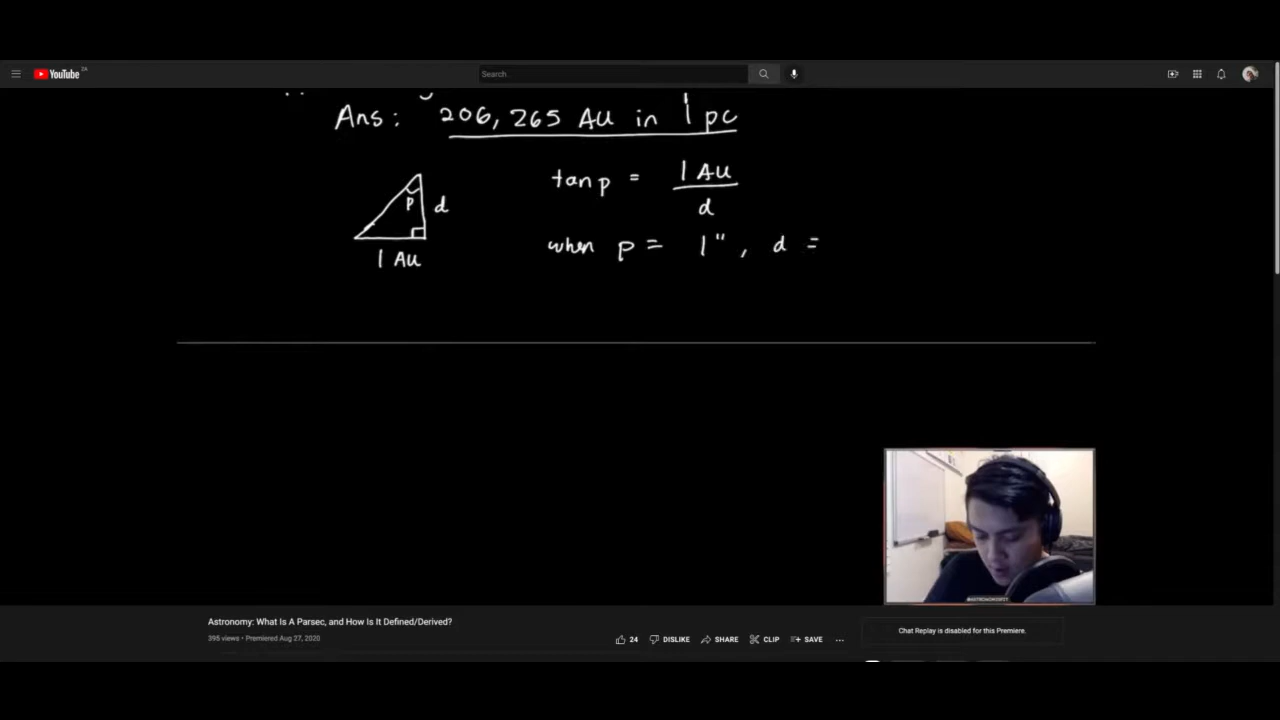 YouTube ZA
Search
Ans: 206,265 AU in 1 pc
tan p = 1 AU
d
p
d
1 AU
when p = 1", d =
Astronomy: What Is A Parsec, and How Is It Defined/Derived?
395 views • Premiered Aug 27, 2020
24 DISLIKE SHARE CLIP SAVE ...
Chat Replay is disabled for this Premiere.